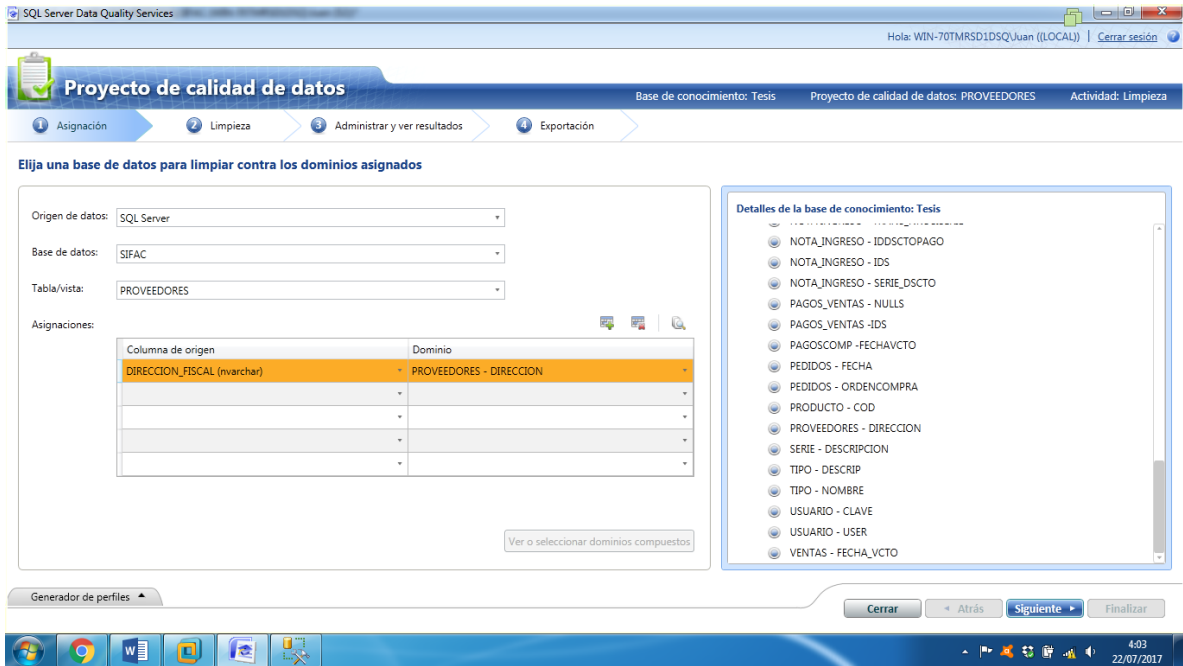 SQL Server Data Quality Services
Hola: WIN-70TMRSD1DSQ\Juan ((LOCAL)) | Cerrar sesión
Proyecto de calidad de datos
Base de conocimiento: Tesis
Proyecto de calidad de datos: PROVEEDORES
Actividad: Limpieza
1 Asignación
2 Limpieza
3 Administrar y ver resultados
4 Exportación
Elija una base de datos para limpiar contra los dominios asignados
Origen de datos: SQL Server
Base de datos: SIFAC
Tabla/vista: PROVEEDORES
Asignaciones:
Columna de origen Dominio
DIRECCION_FISCAL (nvarchar) PROVEEDORES - DIRECCION
Ver o seleccionar dominios compuestos
Detalles de la base de conocimiento: Tesis
NOTA_INGRESO - IDDSCTOPAGO
NOTA_INGRESO - IDS
NOTA_INGRESO - SERIE_DSCTO
PAGOS_VENTAS - NULLS
PAGOS_VENTAS -IDS
PAGOSCOMP -FECHAVCTO
PEDIDOS - FECHA
PEDIDOS - ORDENCOMPRA
PRODUCTO - COD
PROVEEDORES - DIRECCION
SERIE - DESCRIPCION
TIPO - DESCRIP
TIPO - NOMBRE
USUARIO - CLAVE
USUARIO - USER
VENTAS - FECHA_VCTO
Generador de perfiles
Cerrar
Atrás
Siguiente
Finalizar
4:03
22/07/2017